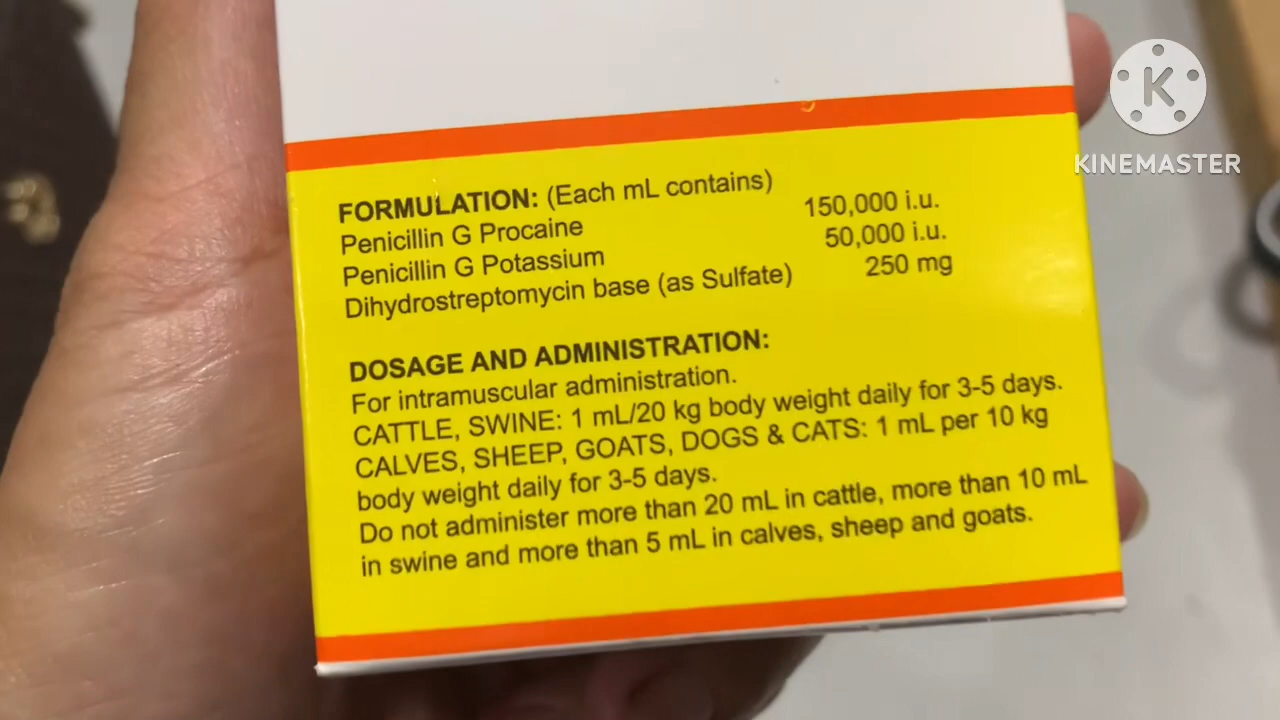 FORMULATION: (Each mL contains)
Penicillin G Procaine 150,000 i.u.
Penicillin G Potassium 50,000 i.u.
Dihydrostreptomycin base (as Sulfate) 250 mg
DOSAGE AND ADMINISTRATION:
For intramuscular administration.
CATTLE, SWINE: 1 mL/20 kg body weight daily for 3-5 days.
CALVES, SHEEP, GOATS, DOGS & CATS: 1 mL per 10 kg
body weight daily for 3-5 days.
Do not administer more than 20 mL in cattle, more than 10 mL
in swine and more than 5 mL in calves, sheep and goats.
K
KINEMASTER